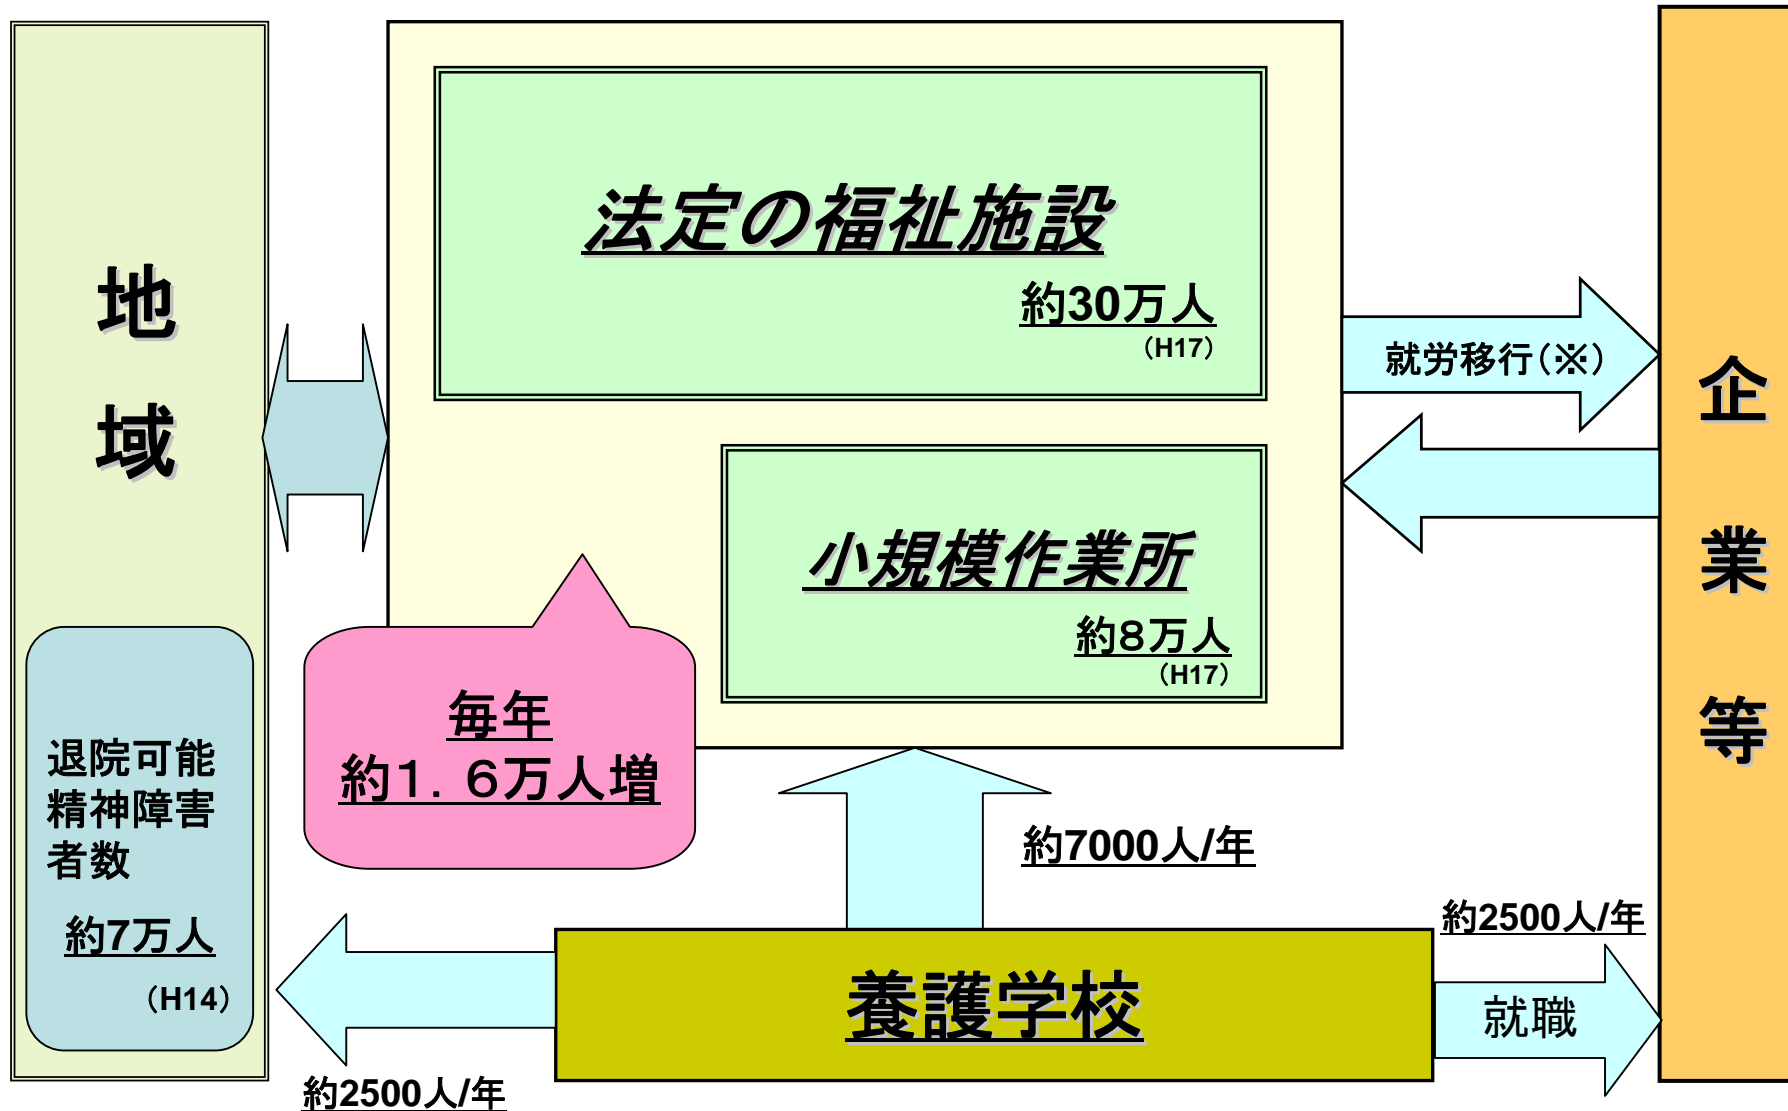 地
域
退院可能
精神障害
者数
約7万人
（H14）
法定の福祉施設
約30万人
（H17）
小規模作業所
約８万人
（H17）
毎年
約１．６万人増
就労移行（※）
企
業
等
約7000人/年
約2500人/年
就職
養護学校
約2500人/年